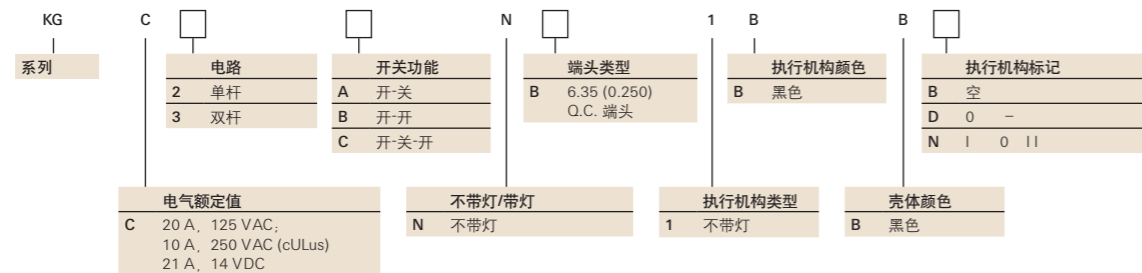 KG C N 1 B B
系列
电路
2 单杆
3 双杆
开关功能
A 开-关
B 开-开
C 开-关-开
端头类型
B 6.35 (0.250)
Q.C. 端头
执行机构颜色
B 黑色
执行机构标记
B 空
D 0 –
N I 0 II
电气额定值
C 20 A, 125 VAC;
10 A, 250 VAC (cULus)
21 A, 14 VDC
不带灯/带灯
N 不带灯
执行机构类型
1 不带灯
壳体颜色
B 黑色